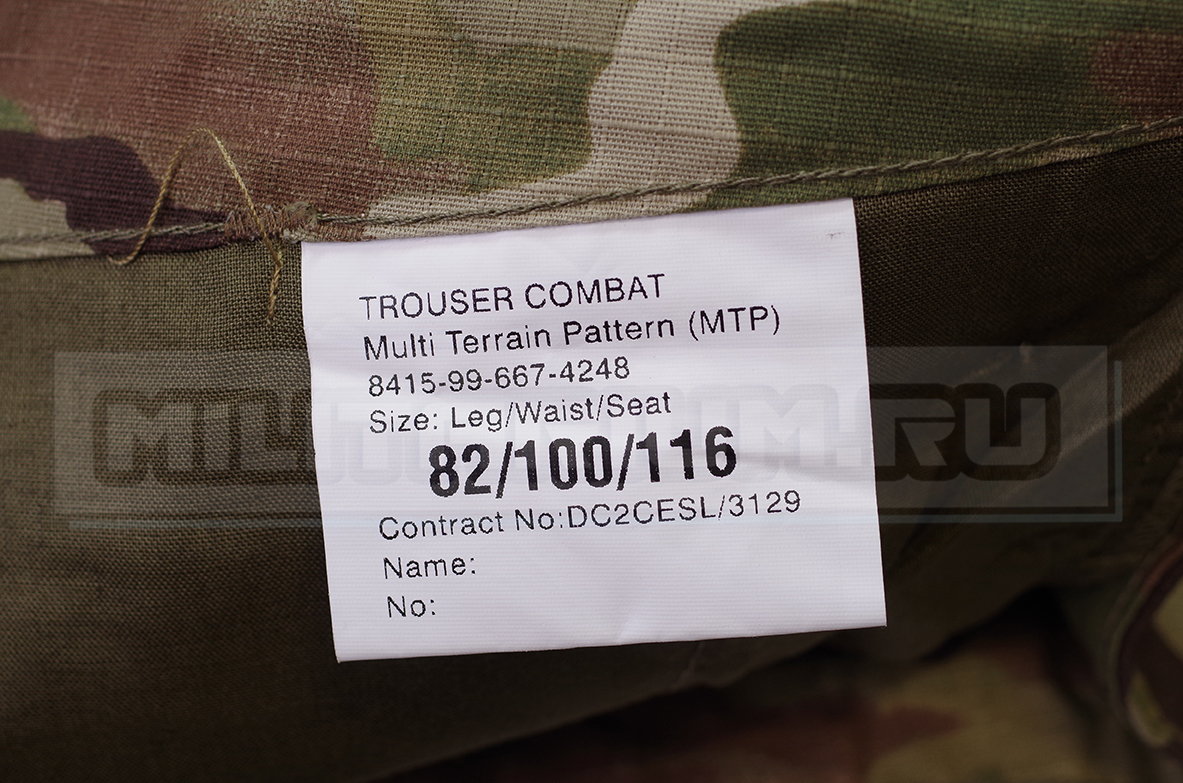 TROUSER COMBAT
Multi Terrain Pattern (MTP)
8415-99-667-4248
Size: Leg/Waist/Seat
82/100/116
Contract No:DC2CESL/3129
Name:
No: